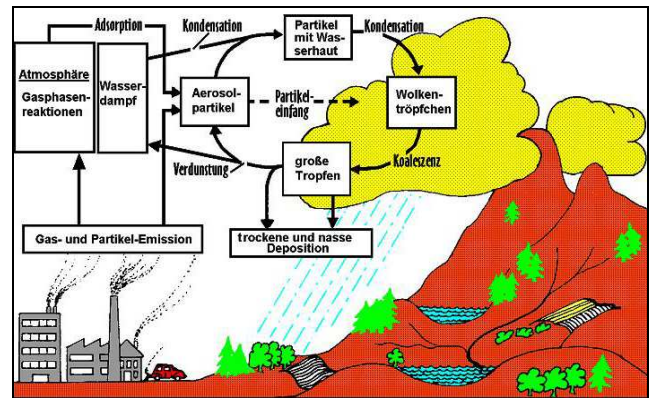 Adsorption
Kondensation
Partikel
mit Was-
serhaut
Kondensation
Atmosphäre
Gasphasen-
reaktionen
Wasser-
dampf
Aerosol-
partikel
Partikel-
einfang
Wolken-
tröpfchen
Verdunstung
große
Tropfen
Koaleszenz
Gas- und Partikel-Emission
trockene und nasse
Deposition